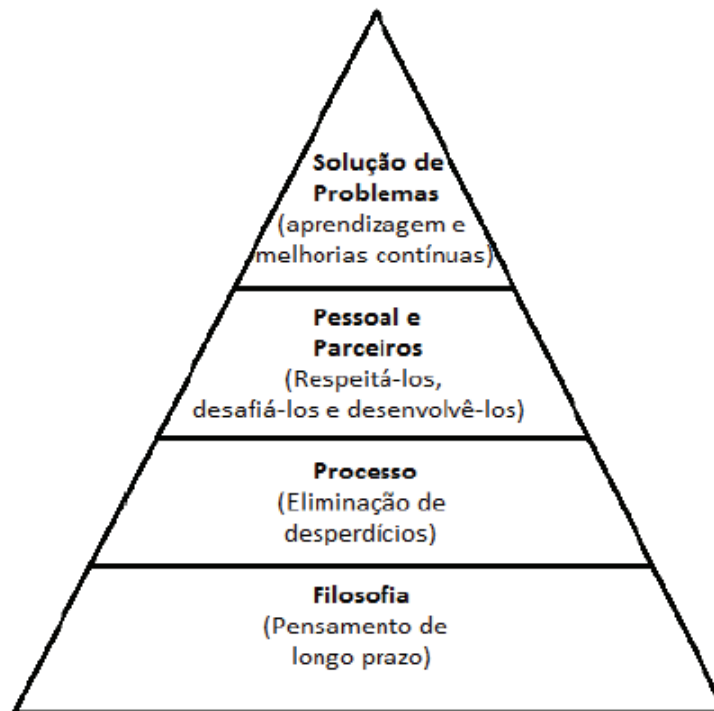 Solução de
Problemas
(aprendizagem e
melhorias contínuas)
Pessoal e
Parceiros
(Respeitá-los,
desafiá-los e desenvolvê-los)
Processo
(Eliminação de
desperdícios)
Filosofia
(Pensamento de
longo prazo)